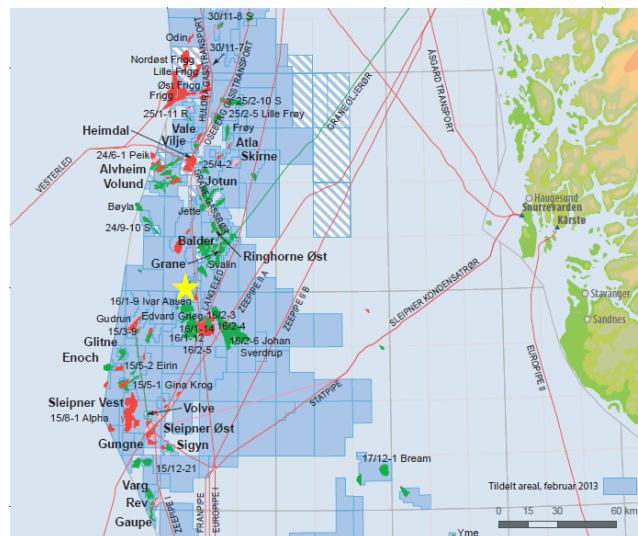 30/11-8 S
Odin
30/11-7
Nordøst Frigg
Lille Frigg
Øst Frigg
Frigg
HULDRA GASSTRANSPORT
OSEBERG GASSTRANSPORT
25/2-10 S
25/1-11 R
25/2-5 Lille Frøy
Vale
Frøy
Vilje
Heimdal
Atla
24/6-1 Peik
25/4-2
Skirne
Alvheim
Volund
Jotun
GRANE GASSRØR
GRANE OLJERØR
ÅSGARD TRANSPORT
VESTERLED
Haugesund
Snurrevarden
Kårstø
Bøyla
Jette
24/9-10 S
Balder
Ringhorne Øst
Grane
Svalin
LANGELED
ZEEPIPE II A
ZEEPIPE II B
SLEIPNER KONDENSATRØR
Stavanger
Sandnes
16/1-9 Ivar Aasen
Edvard Grieg
16/2-3
Gudrun
16/1-14
16/2-4
15/3-9
16/1-12
16/2-6 Johan
Sverdrup
Glitne
16/2-5
Enoch
15/5-2 Eirin
15/5-1 Gina Krog
STATPIPE
EUROPIPE II
Sleipner Vest
Volve
15/8-1 Alpha
Sleipner Øst
Gungne
Sigyn
15/12-21
17/12-1 Bream
Varg
Rev
Gaupe
ZEEPIPE I
FRANPIPE
EUROPIPE I
Tildelt areal, februar 2013
0
15
30
60 km
Yme